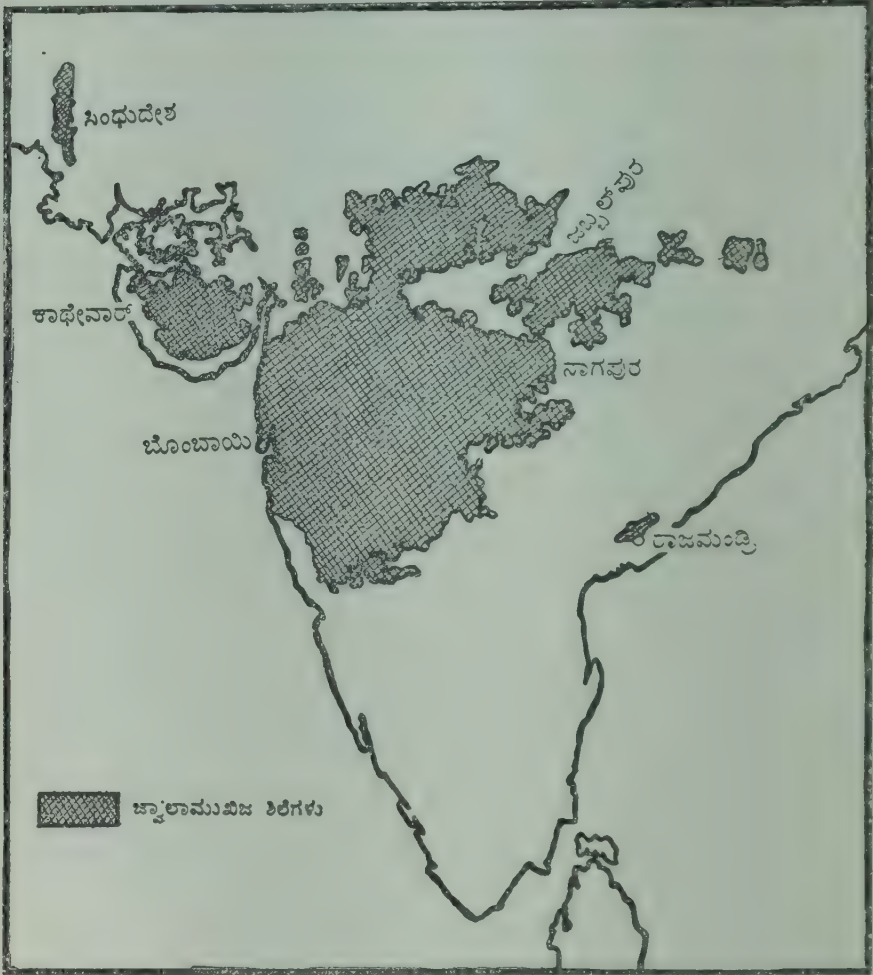 ಸಿಂಧುದೇಶ
ಜಬ್ಬಲ್‌ಪುರ
ಕಾಥೇವಾರ್
ನಾಗಪುರ
ಬೊಂಬಾಯಿ
ರಾಜಮಂಡ್ರಿ
ಜ್ವಾಲಾಮುಖಿಜ ಶಿಲೆಗಳು